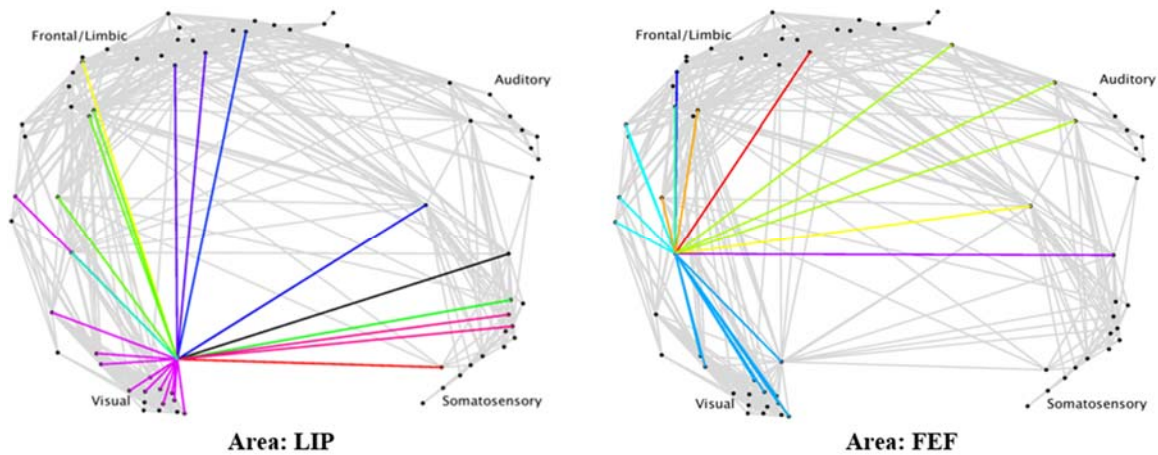 Frontal/Limbic
Auditory
Visual
Somatosensory
Area: LIP
Frontal/Limbic
Auditory
Visual
Somatosensory
Area: FEF